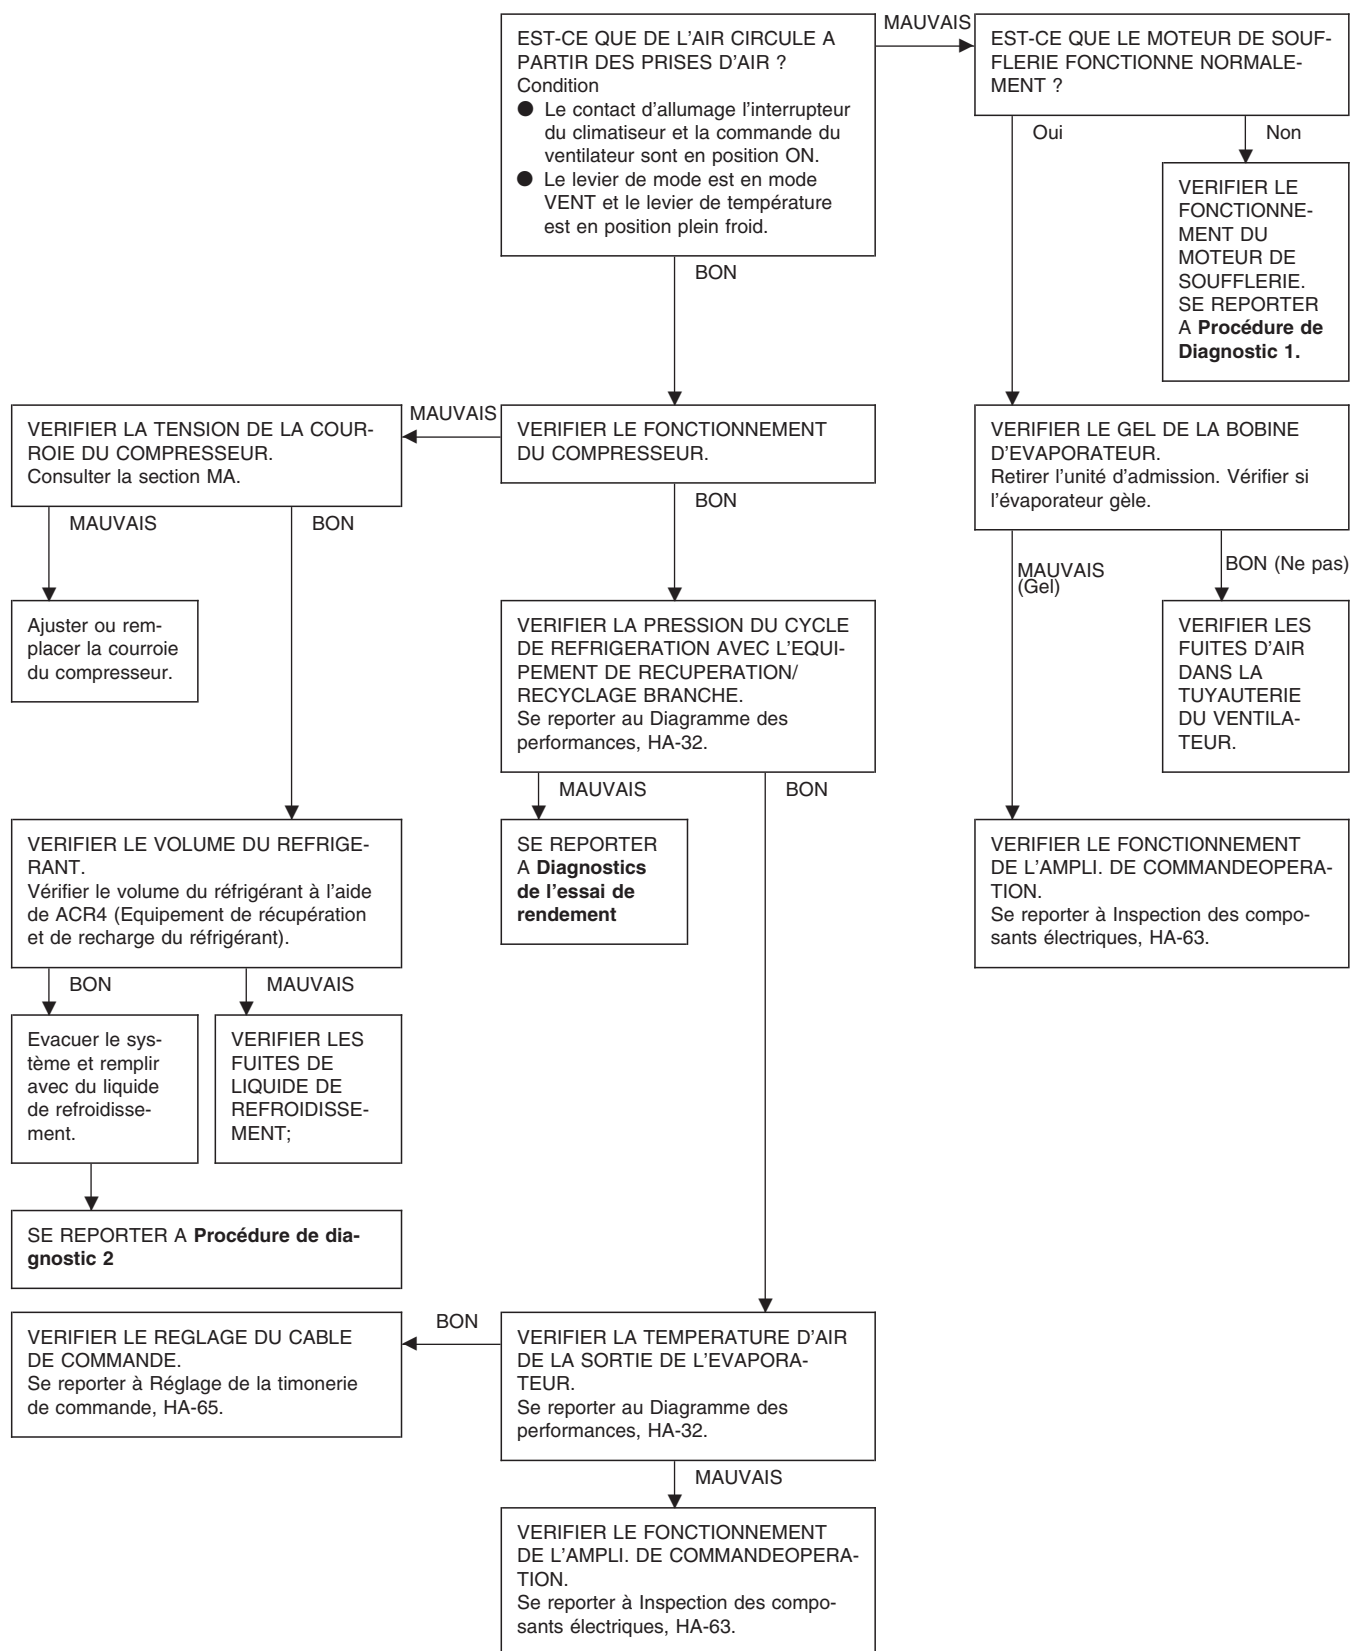 EST-CE QUE DE L'AIR CIRCULE A
PARTIR DES PRISES D'AIR ?
Condition
● Le contact d'allumage l'interrupteur
du climatiseur et la commande du
ventilateur sont en position ON.
● Le levier de mode est en mode
VENT et le levier de température
est en position plein froid.
MAUVAIS
EST-CE QUE LE MOTEUR DE SOUF-
FLERIE FONCTIONNE NORMALE-
MENT ?
Oui
Non
VERIFIER LE
FONCTIONNE-
MENT DU
MOTEUR DE
SOUFFLERIE.
SE REPORTER
A Procédure de
Diagnostic 1.
BON
VERIFIER LA TENSION DE LA COUR-
ROIE DU COMPRESSEUR.
Consulter la section MA.
MAUVAIS
VERIFIER LE FONCTIONNEMENT
DU COMPRESSEUR.
VERIFIER LE GEL DE LA BOBINE
D'EVAPORATEUR.
Retirer l'unité d'admission. Vérifier si
l'évaporateur gèle.
MAUVAIS
BON
BON
MAUVAIS
(Gel)
BON (Ne pas)
Ajuster ou rem-
placer la courroie
du compresseur.
VERIFIER LA PRESSION DU CYCLE
DE REFRIGERATION AVEC L'EQUI-
PEMENT DE RECUPERATION/
RECYCLAGE BRANCHE.
Se reporter au Diagramme des
performances, HA-32.
VERIFIER LES
FUITES D'AIR
DANS LA
TUYAUTERIE
DU VENTILA-
TEUR.
MAUVAIS
BON
VERIFIER LE VOLUME DU REFRIGE-
RANT.
Vérifier le volume du réfrigérant à l'aide
de ACR4 (Equipement de récupération
et de recharge du réfrigérant).
SE REPORTER
A Diagnostics
de l'essai de
rendement
VERIFIER LE FONCTIONNEMENT
DE L'AMPLI. DE COMMANDEOPERA-
TION.
Se reporter à Inspection des compo-
sants électriques, HA-63.
BON
MAUVAIS
Evacuer le sys-
tème et remplir
avec du liquide
de refroidisse-
ment.
VERIFIER LES
FUITES DE
LIQUIDE DE
REFROIDISSE-
MENT;
SE REPORTER A Procédure de dia-
gnostic 2
VERIFIER LE REGLAGE DU CABLE
DE COMMANDE.
Se reporter à Réglage de la timonerie
de commande, HA-65.
BON
VERIFIER LA TEMPERATURE D'AIR
DE LA SORTIE DE L'EVAPORA-
TEUR.
Se reporter au Diagramme des
performances, HA-32.
MAUVAIS
VERIFIER LE FONCTIONNEMENT
DE L'AMPLI. DE COMMANDEOPERA-
TION.
Se reporter à Inspection des compo-
sants électriques, HA-63.